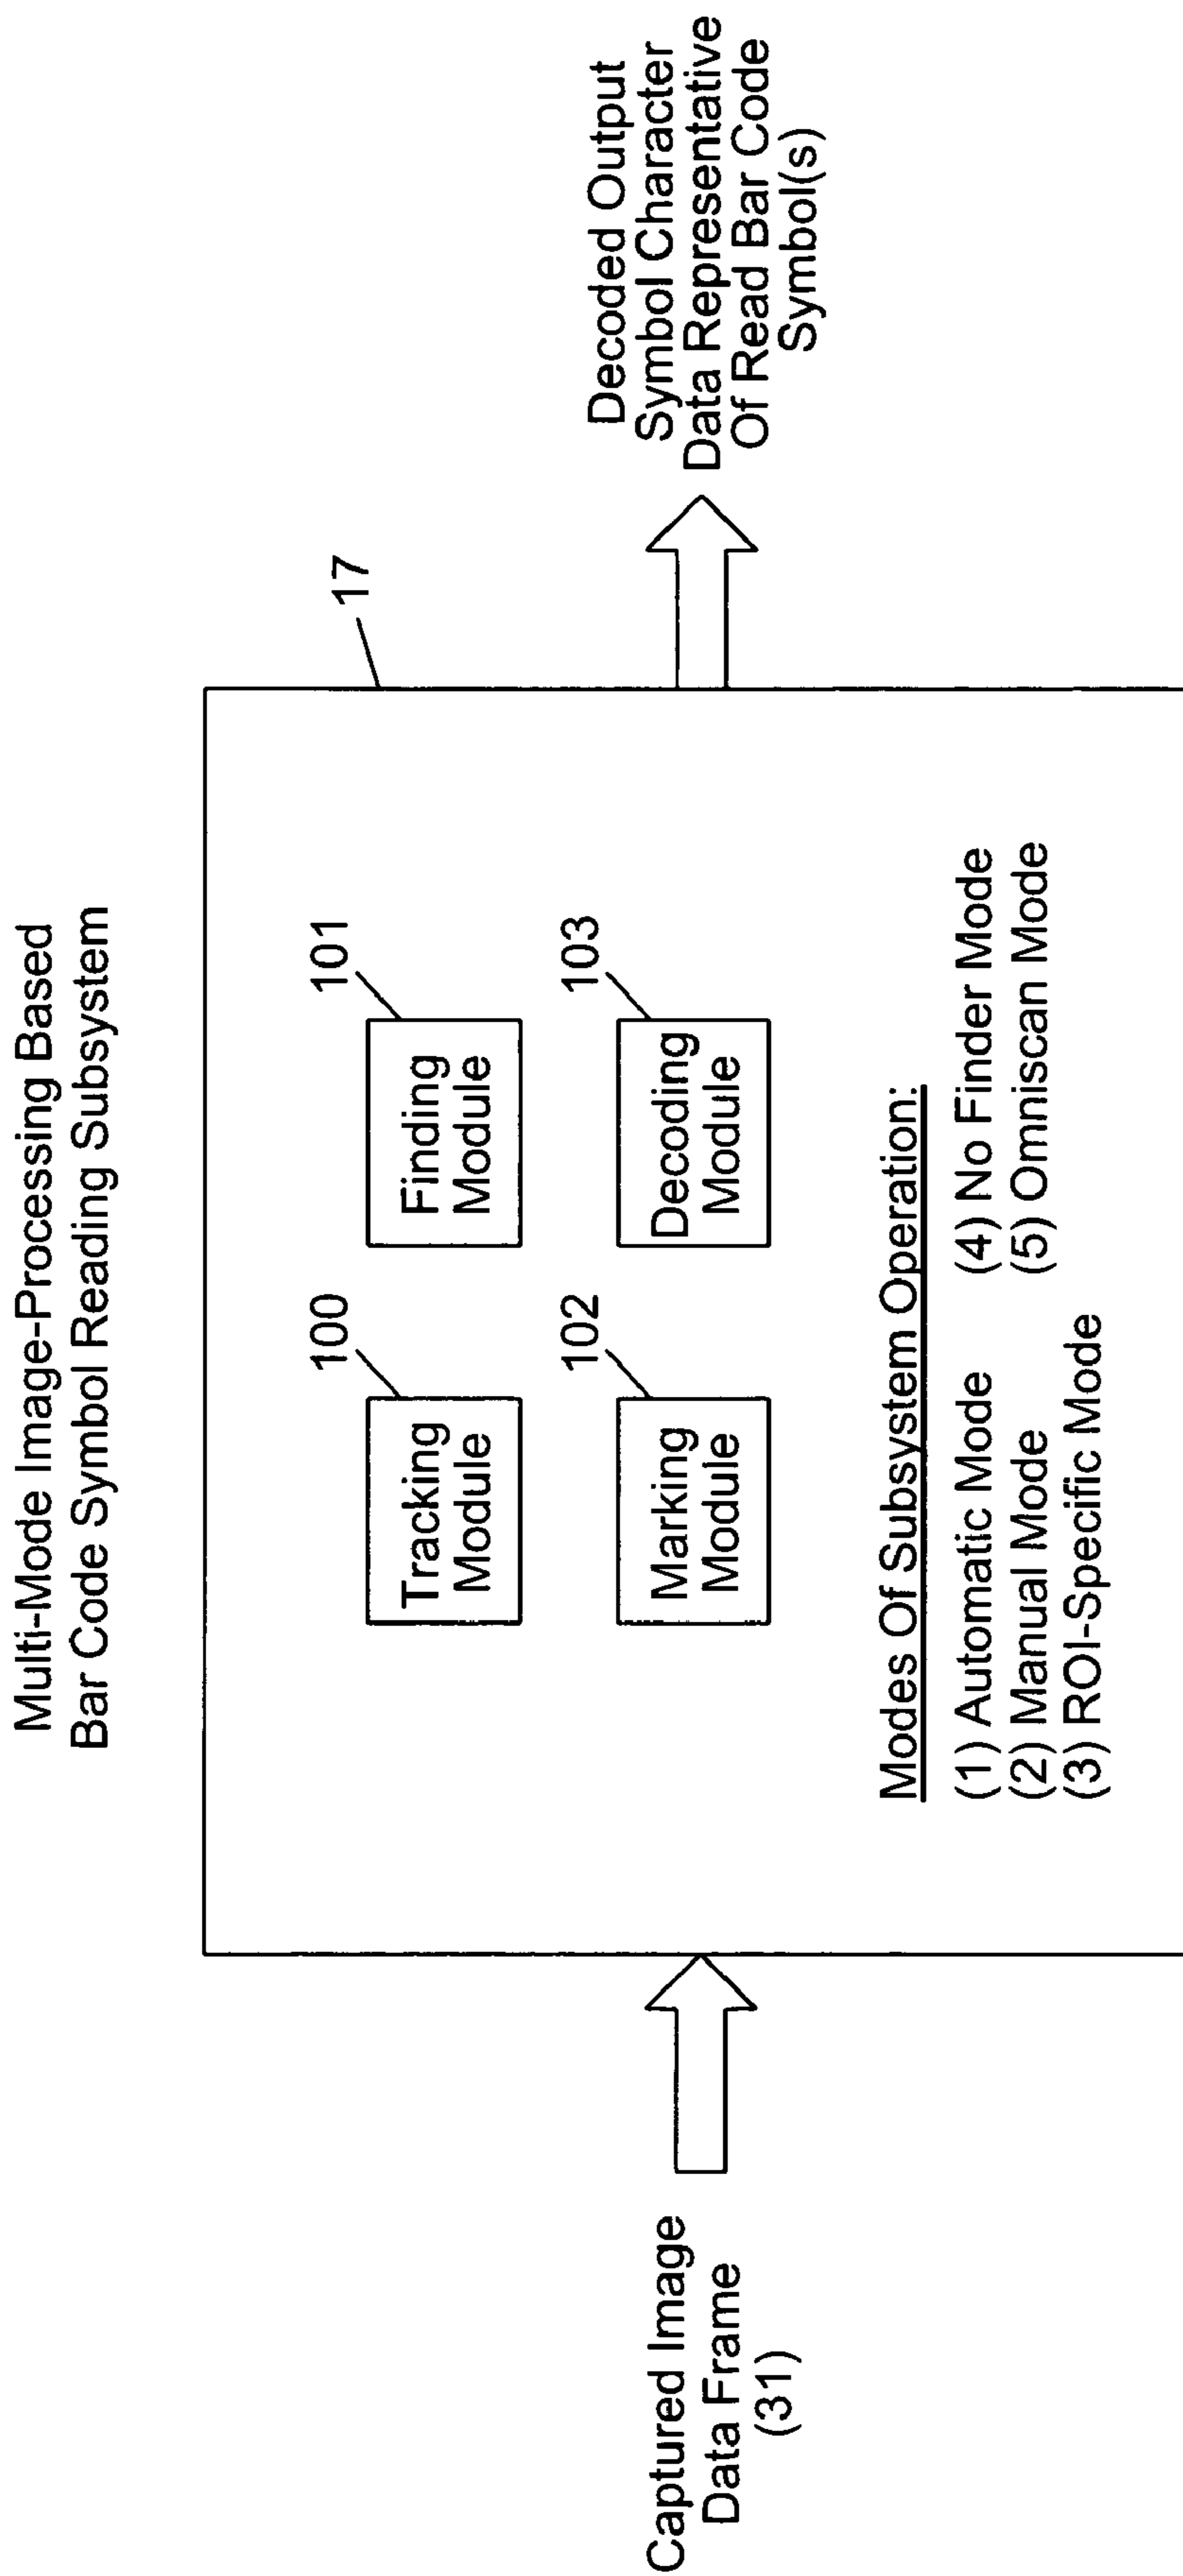 Multi-Mode Image-Processing Based
Bar Code Symbol Reading Subsystem
17
Captured Image
Data Frame
(31)
100
Tracking
Module
101
Finding
Module
102
Marking
Module
103
Decoding
Module
Modes Of Subsystem Operation:
(1) Automatic Mode
(2) Manual Mode
(3) ROI-Specific Mode
(4) No Finder Mode
(5) Omniscan Mode
Decoded Output
Symbol Character
Data Representative
Of Read Bar Code
Symbol(s)